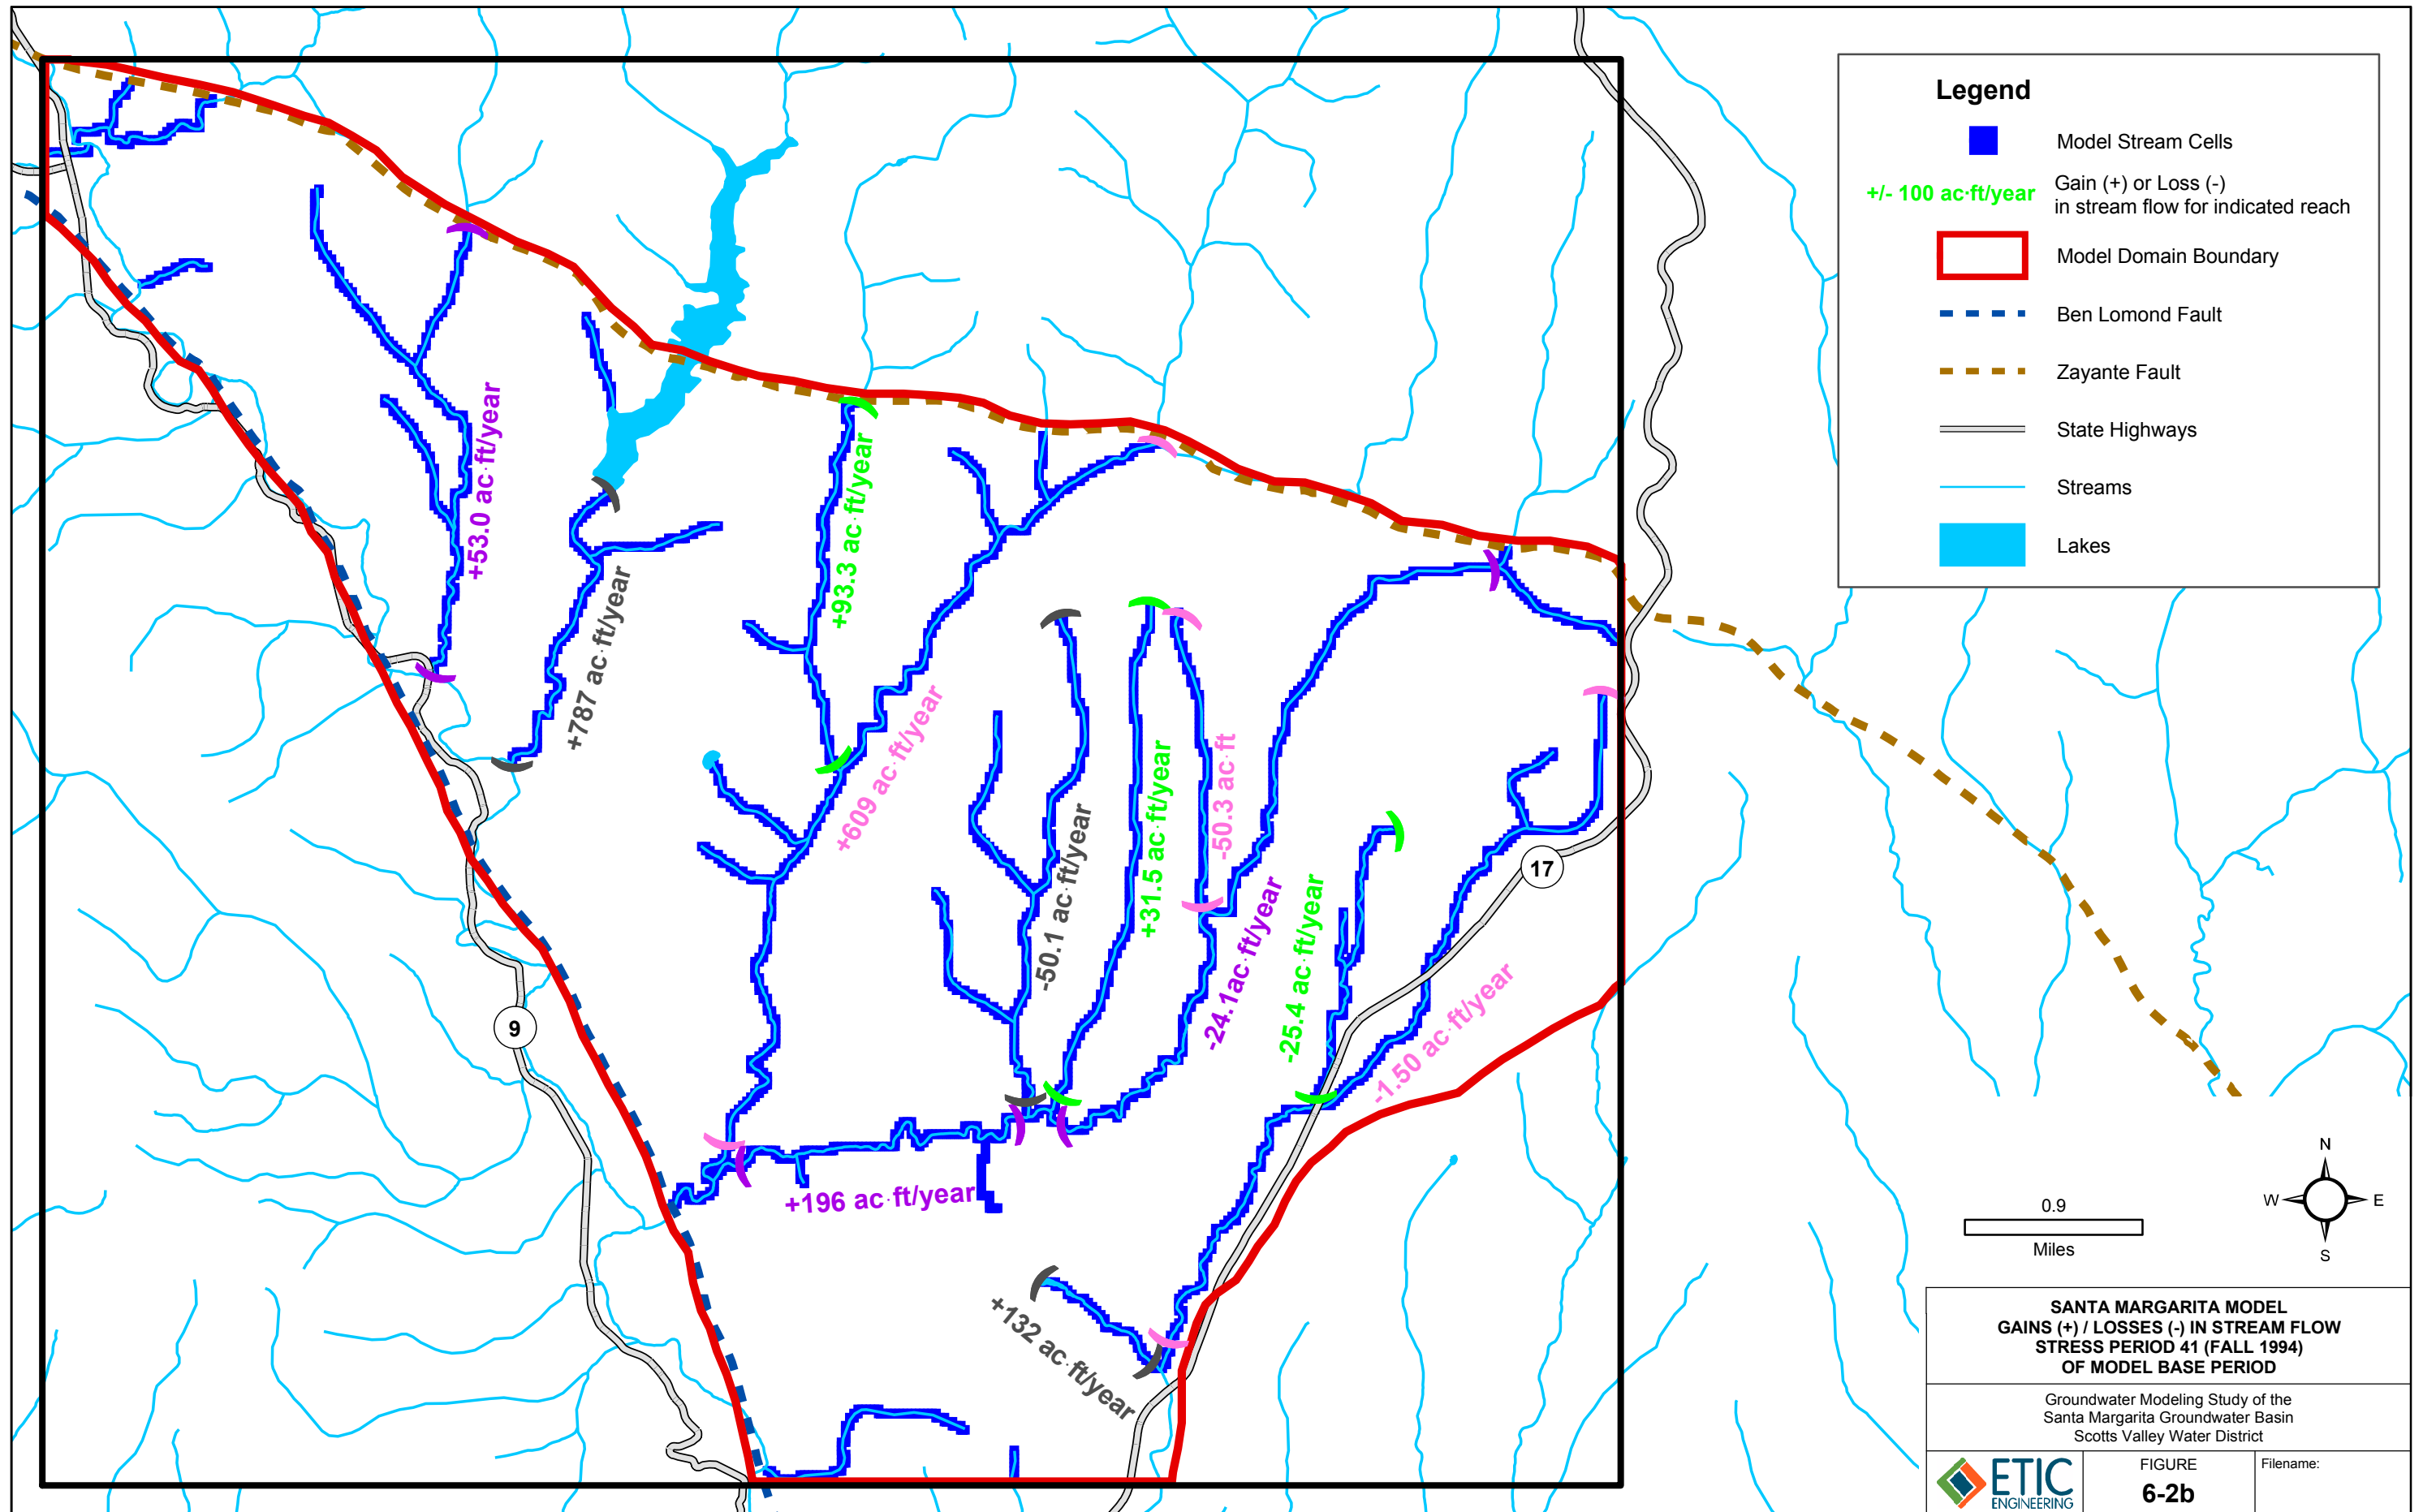 Legend
Model Stream Cells
+/- 100 ac·ft/year
Gain (+) or Loss (-)
in stream flow for indicated reach
Model Domain Boundary
Ben Lomond Fault
Zayante Fault
State Highways
Streams
Lakes
+53.0 ac·ft/year
+787 ac·ft/year
+93.3 ac·ft/year
+609 ac·ft/year
-50.1 ac·ft/year
+31.5 ac·ft/year
-50.3 ac·ft
-24.1ac·ft/year
-25.4 ac·ft/year
-1.50 ac·ft/year
+196 ac·ft/year
+132 ac·ft/year
17
9
N
W
E
S
0.9
Miles
SANTA MARGARITA MODEL
GAINS (+) / LOSSES (-) IN STREAM FLOW
STRESS PERIOD 41 (FALL 1994)
OF MODEL BASE PERIOD
Groundwater Modeling Study of the
Santa Margarita Groundwater Basin
Scotts Valley Water District
ETIC
ENGINEERING
FIGURE
6-2b
Filename: